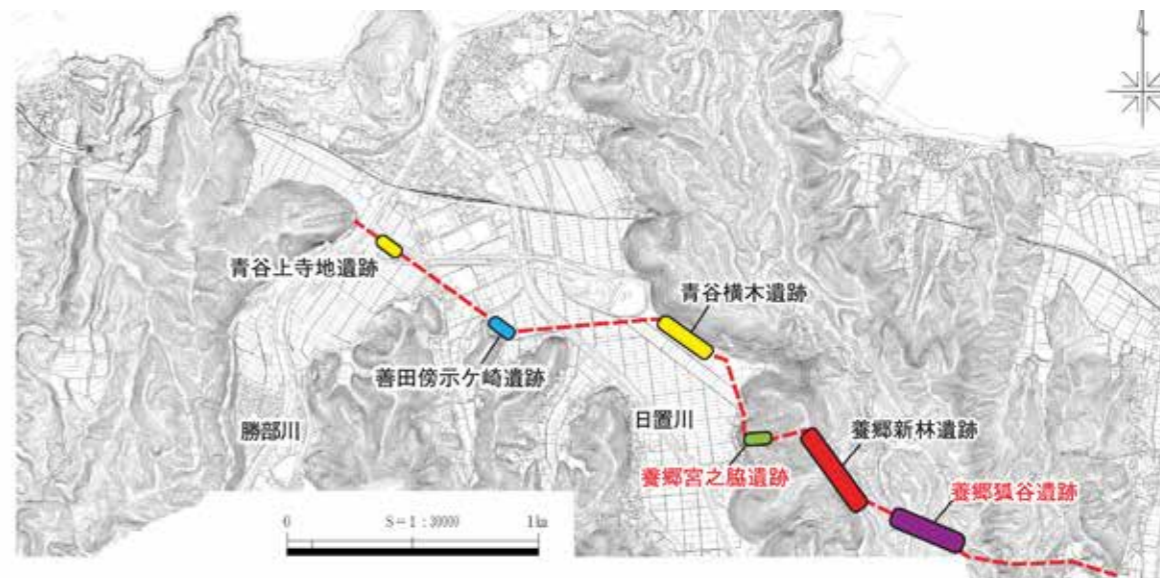 青谷上寺地遺跡
青谷横木遺跡
善田傍示ケ崎遺跡
勝部川
日置川
養郷新林遺跡
養郷宮之脇遺跡
養郷狐谷遺跡
0 S=1:30000 1km